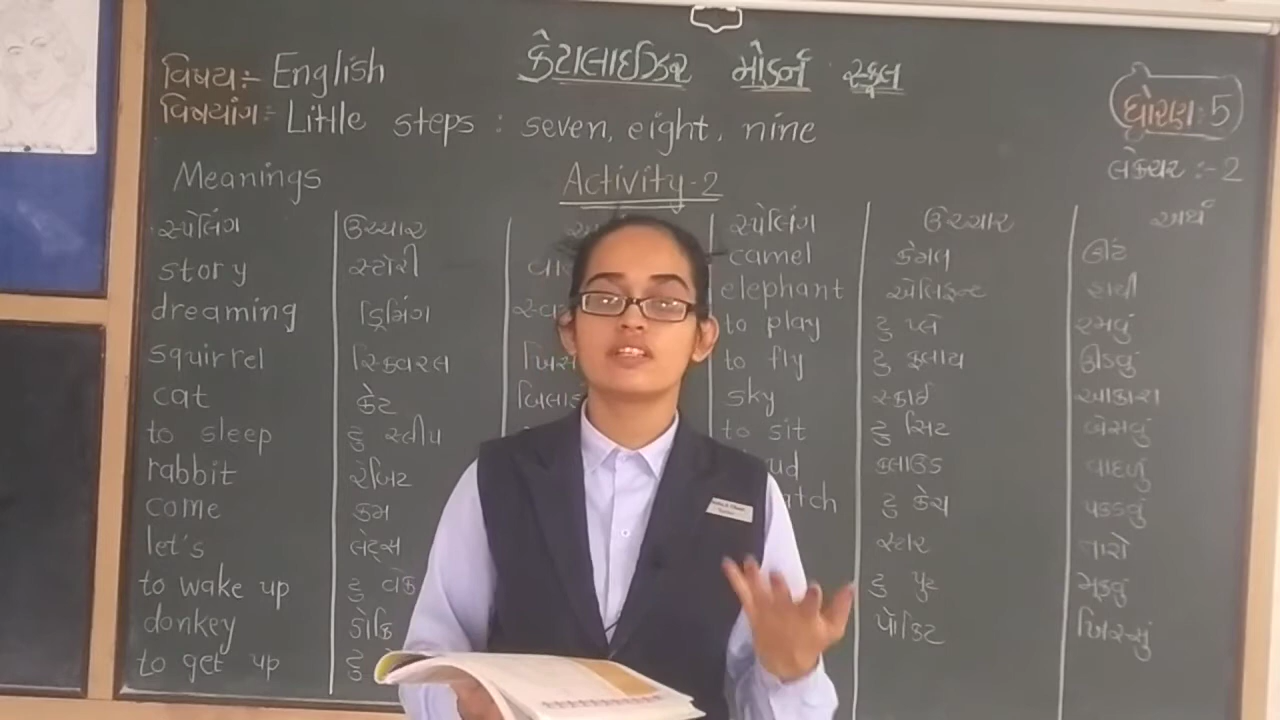 વિષય:- English
કેટાલાઈઝર મોડર્ન સ્કૂલ
ધોરણ:5
વિષયાંગ:- Little steps : seven, eight, nine
લેક્ચર :-2
Meanings
Activity-2
સ્પેલિંગ ઉચ્ચાર સ્પેલિંગ ઉચ્ચાર અર્થ
story સ્ટોરી વા camel કેમલ ઊંટ
dreaming ડ્રિમિંગ સ્વ elephant એલિફન્ટ હાથી
to play ટુ પ્લે રમવું
squirrel સ્કિવરલ ખિસ to fly ટુ ફ્લાય ઊડવું
cat કેટ બિલાડ sky સ્કાઈ આકાશ
to sleep ટુ સ્લીપ to sit ટુ સિટ બેસવું
rabbit રેબિટ ud ક્લાઉડ વાદળું
come કમ atch ટુ કેચ પકડવું
let's લેટ્સ સ્ટાર તારો
to wake up ટુ વેક ટુ પુટ મૂકવું
donkey ડોંકિ પૉકિટ ખિસ્સું
to get up ટુ